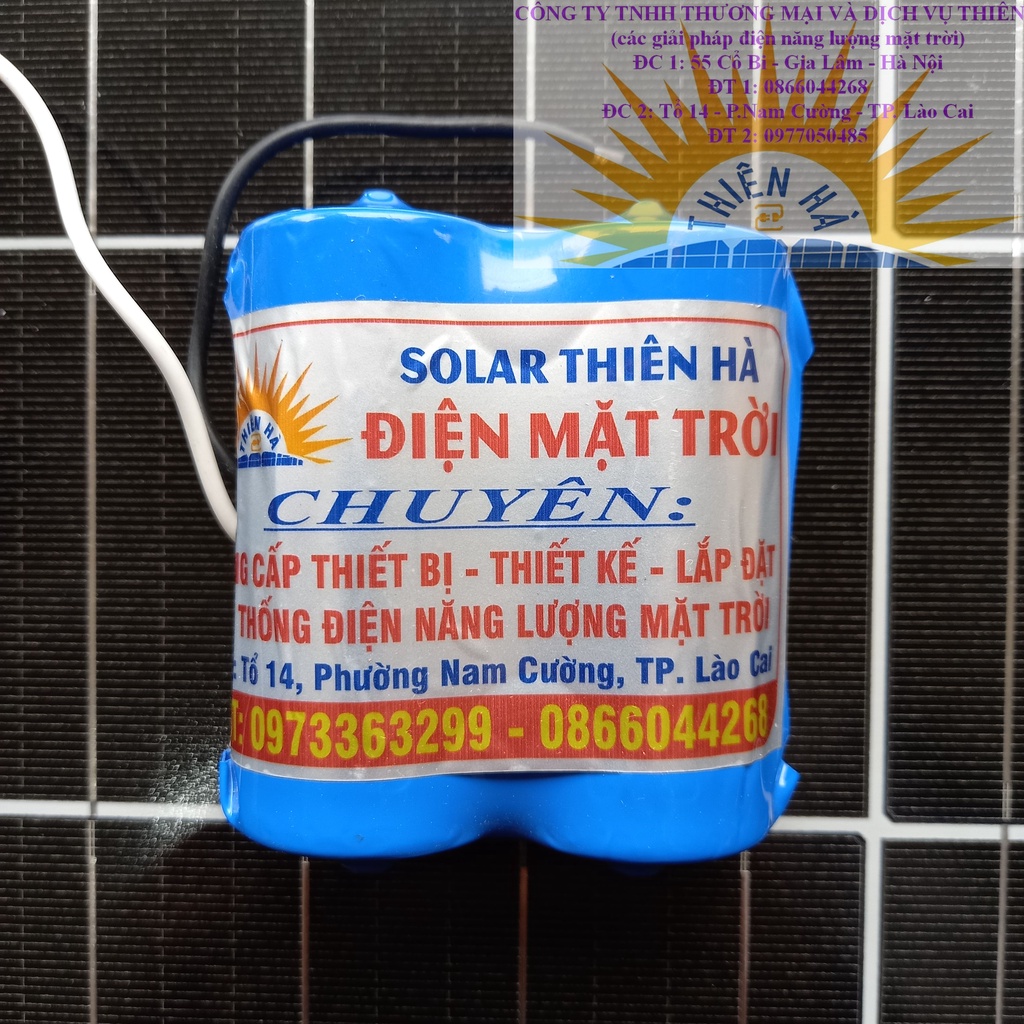 CÔNG TY TNHH THƯƠNG MẠI VÀ DỊCH VỤ THIÊN
(các giải pháp điện năng lượng mặt trời)
ĐC 1: 55 Cổ Bi - Gia Lâm - Hà Nội
ĐT 1: 0866044268
ĐC 2: Tổ 14 - P.Nam Cường - TP. Lào Cai
ĐT 2: 0977050485
THIÊN HÀ
SOLAR THIÊN HÀ
THIÊN HÀ
ĐIỆN MẶT TRỜI
CHUYÊN:
G CẤP THIẾT BỊ - THIẾT KẾ - LẮP ĐẶT
THỐNG ĐIỆN NĂNG LƯỢNG MẶT TRỜI
: Tổ 14, Phường Nam Cường, TP. Lào Cai
T: 0973363299 - 0866044268